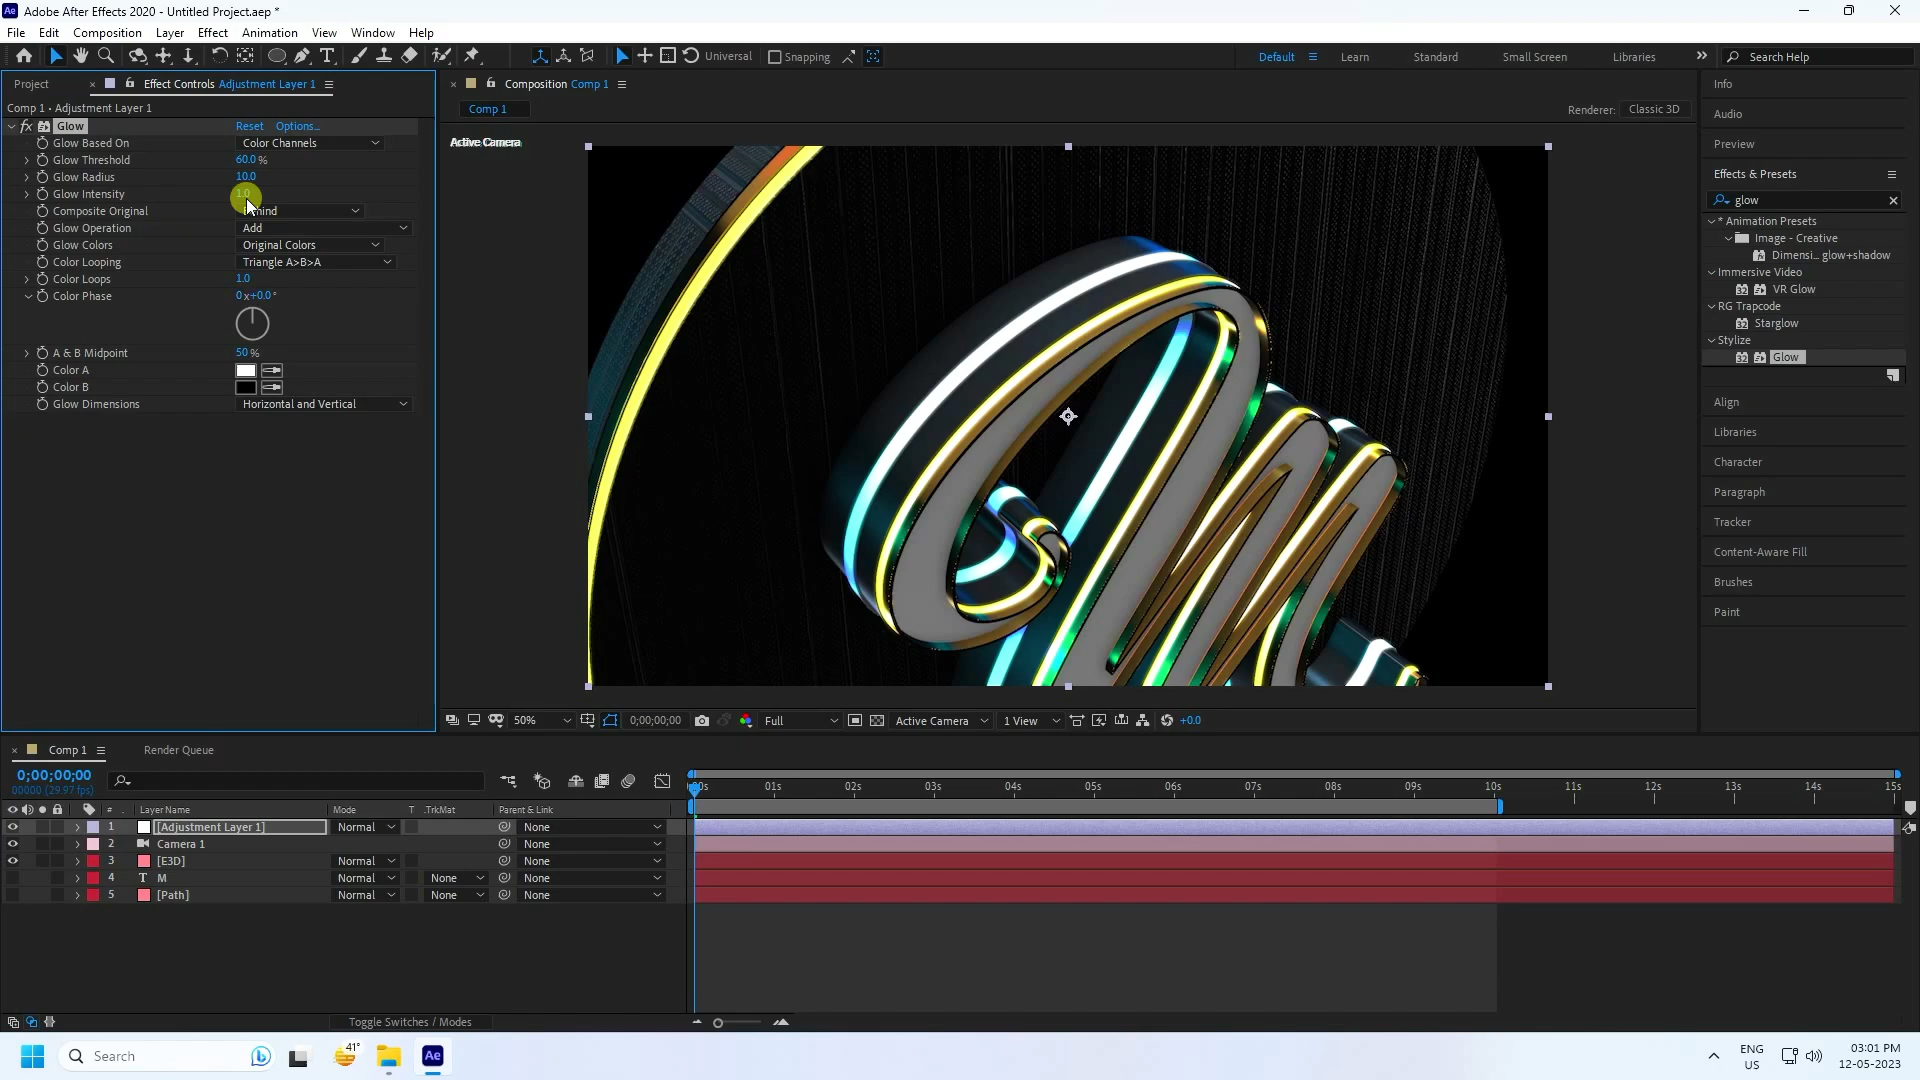 Adobe After Effects 2020 - Untitled Project.aep *
File Edit Composition Layer Effect Animation View Window Help
Universal Snapping Default Learn Standard Small Screen Libraries Search Help
Project Effect Controls Adjustment Layer 1
Comp 1 • Adjustment Layer 1
fx Glow Reset Options...
Glow Based On Color Channels
Glow Threshold 60.0 %
Glow Radius 10.0
Glow Intensity 1.0
Composite Original
Glow Operation Add
Glow Colors Original Colors
Color Looping Triangle A>B>A
Color Loops 1.0
Color Phase 0x+0.0°
A & B Midpoint 50 %
Color A
Color B
Glow Dimensions Horizontal and Vertical
Composition Comp 1
Comp 1
Renderer: Classic 3D
Active Camera
50% 0;00;00;00 Full Active Camera 1 View +0.0
Info
Audio
Preview
Effects & Presets
glow
* Animation Presets
Image - Creative
Dimensi... glow+shadow
Immersive Video
32 VR Glow
RG Trapcode
32 Starglow
Stylize
32 Glow
Align
Libraries
Character
Paragraph
Tracker
Content-Aware Fill
Brushes
Paint
Comp 1 Render Queue
0;00;00;00
00000 (29.97 fps)
01s 02s 03s 04s 05s 06s 07s 08s 09s 10s 11s 12s 13s 14s 15s
# Layer Name Mode T .TrkMat Parent & Link
1 [Adjustment Layer 1] Normal None
2 Camera 1 None
3 [E3D] Normal None
4 T M Normal None None
5 [Path] Normal None None
Toggle Switches / Modes
Search
41°
Ae
ENG
US
03:01 PM
12-05-2023